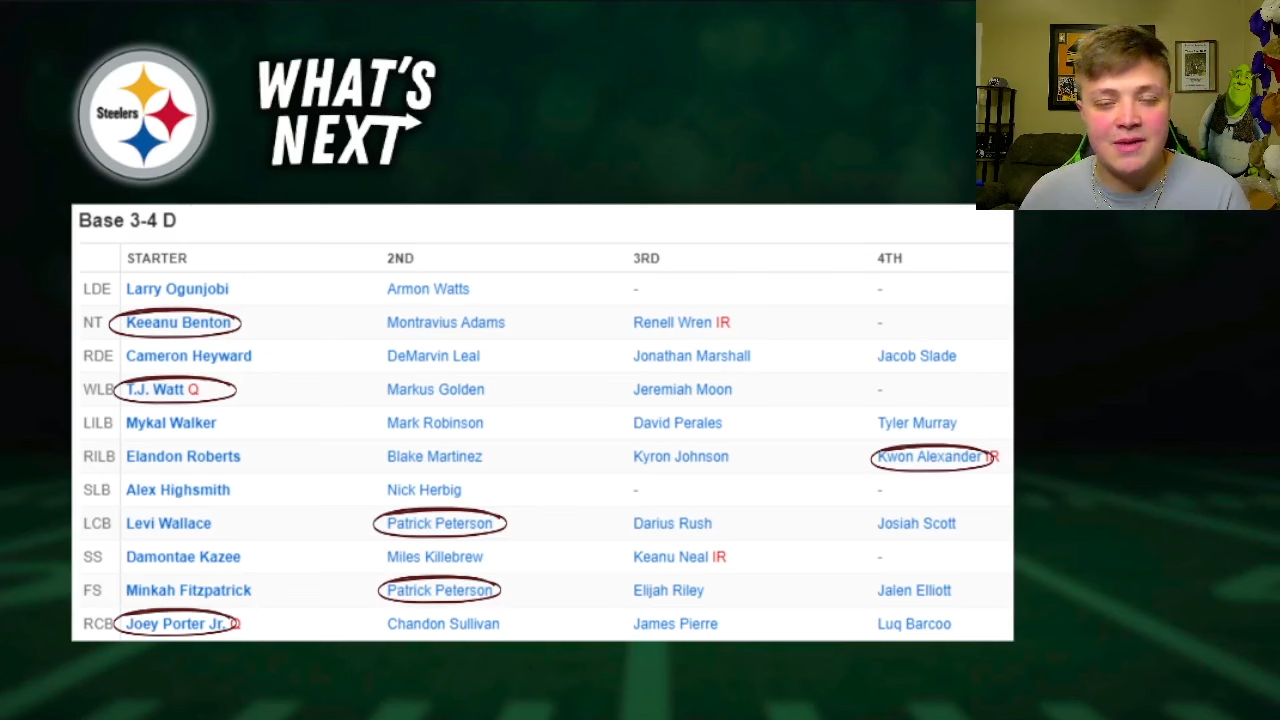 Steelers
WHAT'S
NEXT
Base 3-4 D
STARTER 2ND 3RD 4TH
LDE Larry Ogunjobi Armon Watts - -
NT Keeanu Benton Montravius Adams Renell Wren IR -
RDE Cameron Heyward DeMarvin Leal Jonathan Marshall Jacob Slade
WLB T.J. Watt Q Markus Golden Jeremiah Moon -
LILB Mykal Walker Mark Robinson David Perales Tyler Murray
RILB Elandon Roberts Blake Martinez Kyron Johnson Kwon Alexander IR
SLB Alex Highsmith Nick Herbig - -
LCB Levi Wallace Patrick Peterson Darius Rush Josiah Scott
SS Damontae Kazee Miles Killebrew Keanu Neal IR -
FS Minkah Fitzpatrick Patrick Peterson Elijah Riley Jalen Elliott
RCB Joey Porter Jr. Q Chandon Sullivan James Pierre Luq Barcoo